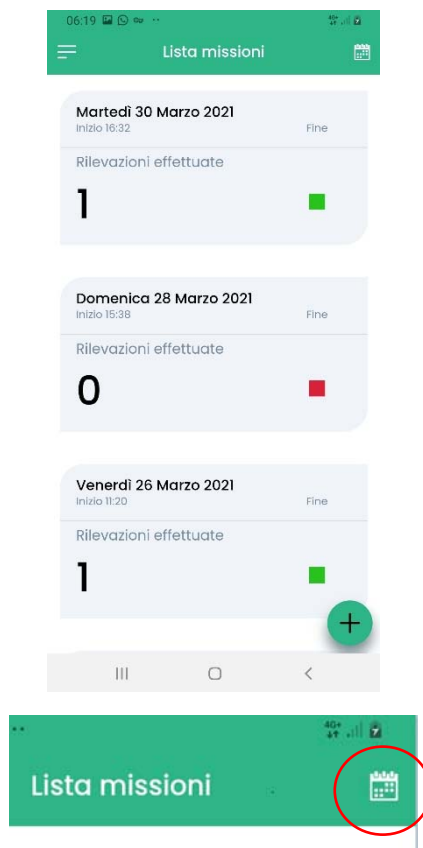 06:19 4G+
Lista missioni
Martedì 30 Marzo 2021
Inizio 16:32 Fine
Rilevazioni effettuate
1
Domenica 28 Marzo 2021
Inizio 15:38 Fine
Rilevazioni effettuate
0
Venerdì 26 Marzo 2021
Inizio 11:20 Fine
Rilevazioni effettuate
1
+
4G+
Lista missioni